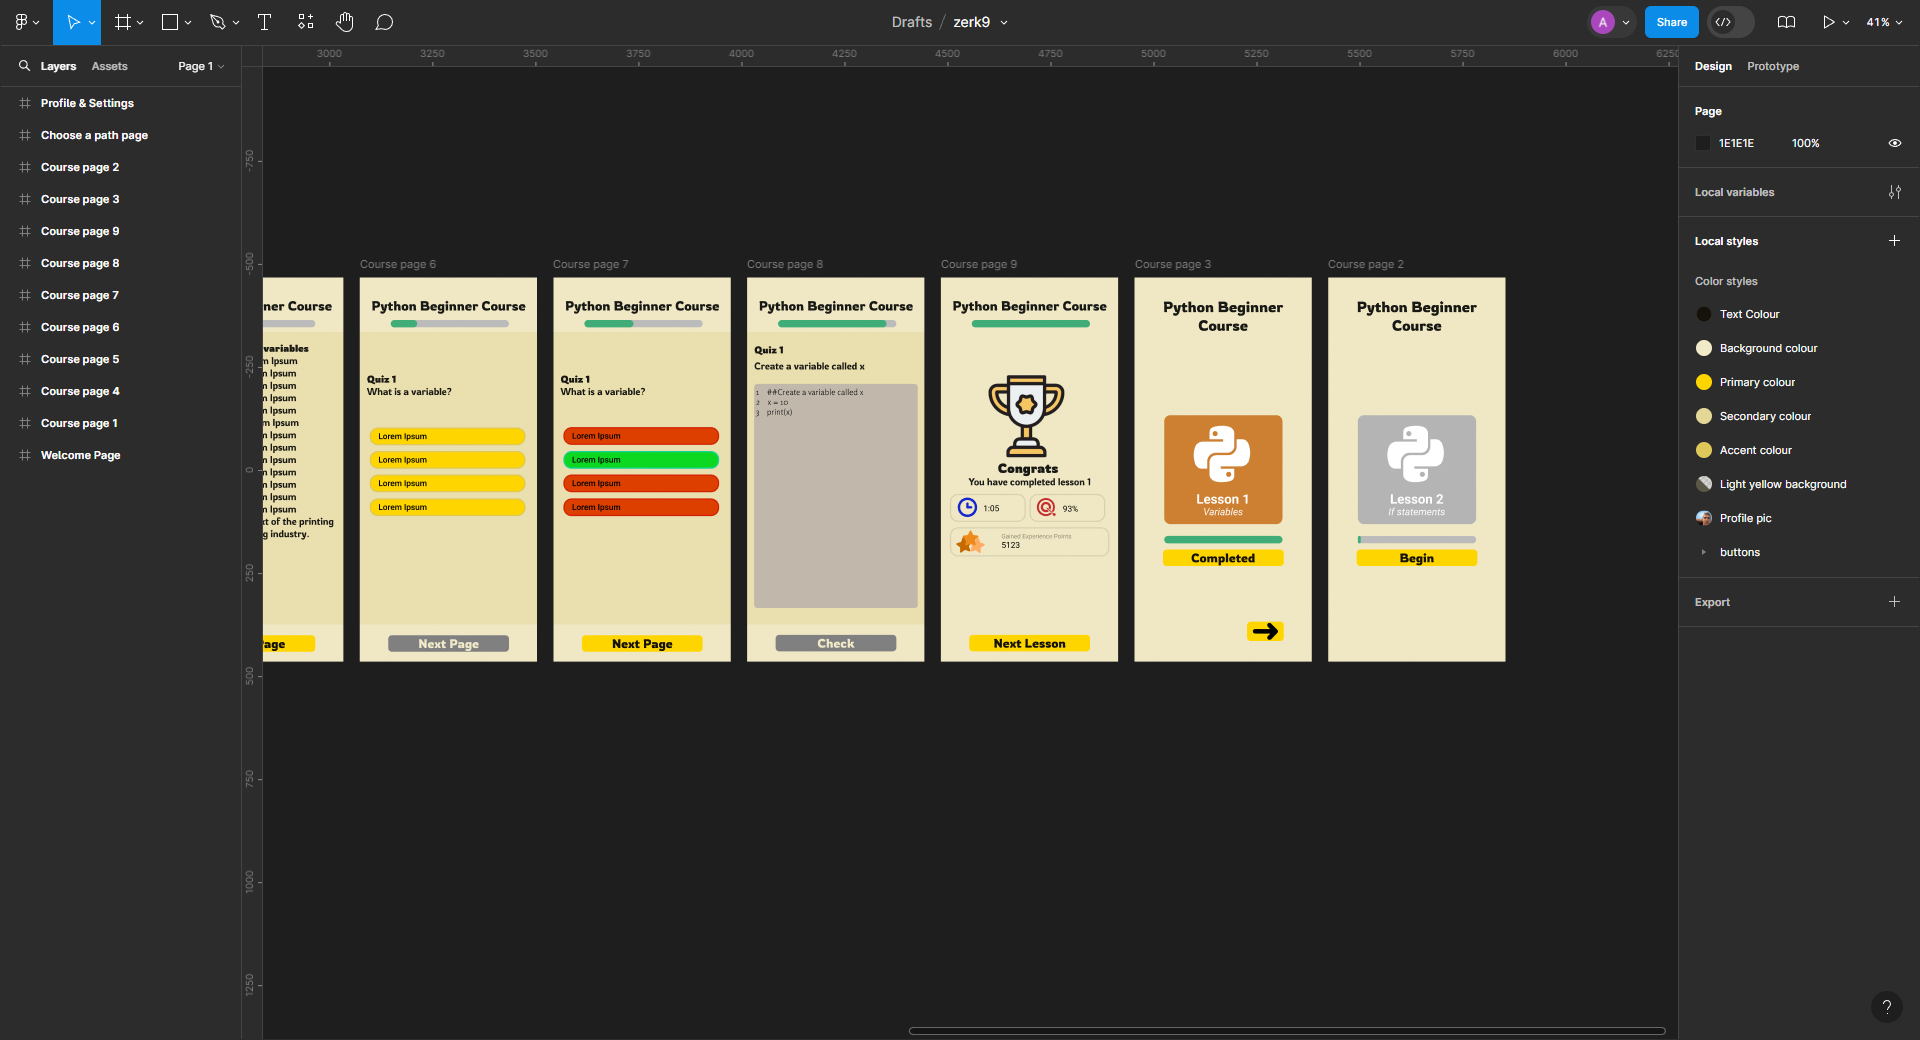 Drafts / zerk9
A
Share
41%
Layers
Assets
Page 1
Profile & Settings
Choose a path page
Course page 2
Course page 3
Course page 9
Course page 8
Course page 7
Course page 6
Course page 5
Course page 4
Course page 1
Welcome Page
3000
3250
3500
3750
4000
4250
4500
4750
5000
5250
5500
5750
6000
6250
-750
-500
-250
0
250
500
750
1000
1250
ner Course
variables
m Ipsum
n Ipsum
n Ipsum
n Ipsum
n Ipsum
m Ipsum
n Ipsum
n Ipsum
n Ipsum
n Ipsum
n Ipsum
n Ipsum
n Ipsum
xt of the printing
g industry.
Page
Course page 6
Python Beginner Course
Quiz 1
What is a variable?
Lorem Ipsum
Lorem Ipsum
Lorem Ipsum
Lorem Ipsum
Next Page
Course page 7
Python Beginner Course
Quiz 1
What is a variable?
Lorem Ipsum
Lorem Ipsum
Lorem Ipsum
Lorem Ipsum
Next Page
Course page 8
Python Beginner Course
Quiz 1
Create a variable called x
1 ##Create a variable called x
2 x = 10
3 print(x)
Check
Course page 9
Python Beginner Course
Congrats
You have completed lesson 1
1:05
93%
Gained Experience Points
5123
Next Lesson
Course page 3
Python Beginner
Course
Lesson 1
Variables
Completed
Course page 2
Python Beginner
Course
Lesson 2
If statements
Begin
Design
Prototype
Page
1E1E1E
100%
Local variables
Local styles
Color styles
Text Colour
Background colour
Primary colour
Secondary colour
Accent colour
Light yellow background
Profile pic
buttons
Export
?